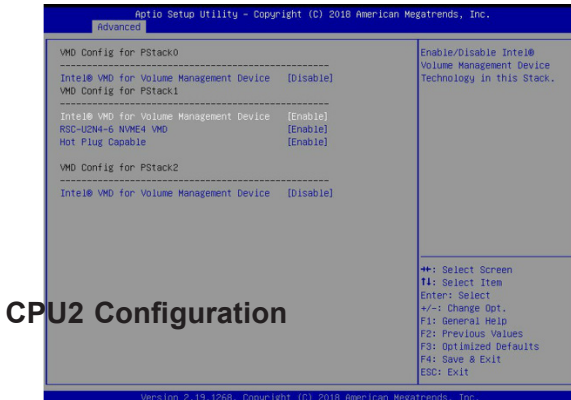 Aptio Setup Utility – Copyright (C) 2018 American Megatrends, Inc.
Advanced
VMD Config for PStack0
------------------------------------------------
Intel® VMD for Volume Management Device [Disable]
VMD Config for PStack1
------------------------------------------------
Intel® VMD for Volume Management Device [Enable]
RSC-U2N4-6 NVME4 VMD [Enable]
Hot Plug Capable [Enable]
VMD Config for PStack2
------------------------------------------------
Intel® VMD for Volume Management Device [Disable]
Enable/Disable Intel®
Volume Management Device
Technology in this Stack.
→←: Select Screen
↑↓: Select Item
Enter: Select
+/-: Change Opt.
F1: General Help
F2: Previous Values
F3: Optimized Defaults
F4: Save & Exit
ESC: Exit
CPU2 Configuration
Version 2.19.1268. Copyright (C) 2018 American Megatrends, Inc.